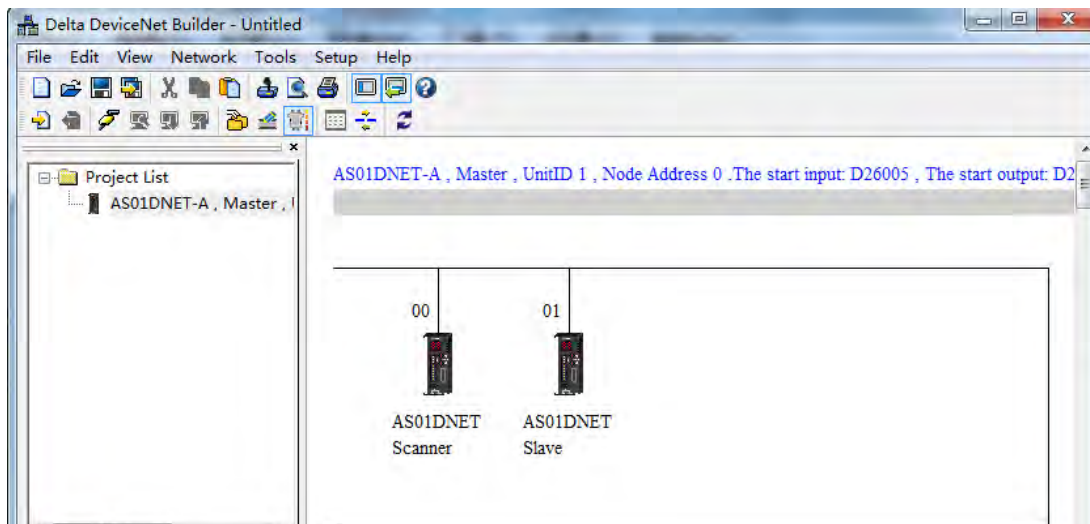 Delta DeviceNet Builder - Untitled
File Edit View Network Tools Setup Help
Project List
AS01DNET-A , Master ,
AS01DNET-A , Master , UnitID 1 , Node Address 0 .The start input: D26005 , The start output: D2
00 01
AS01DNET AS01DNET
Scanner Slave